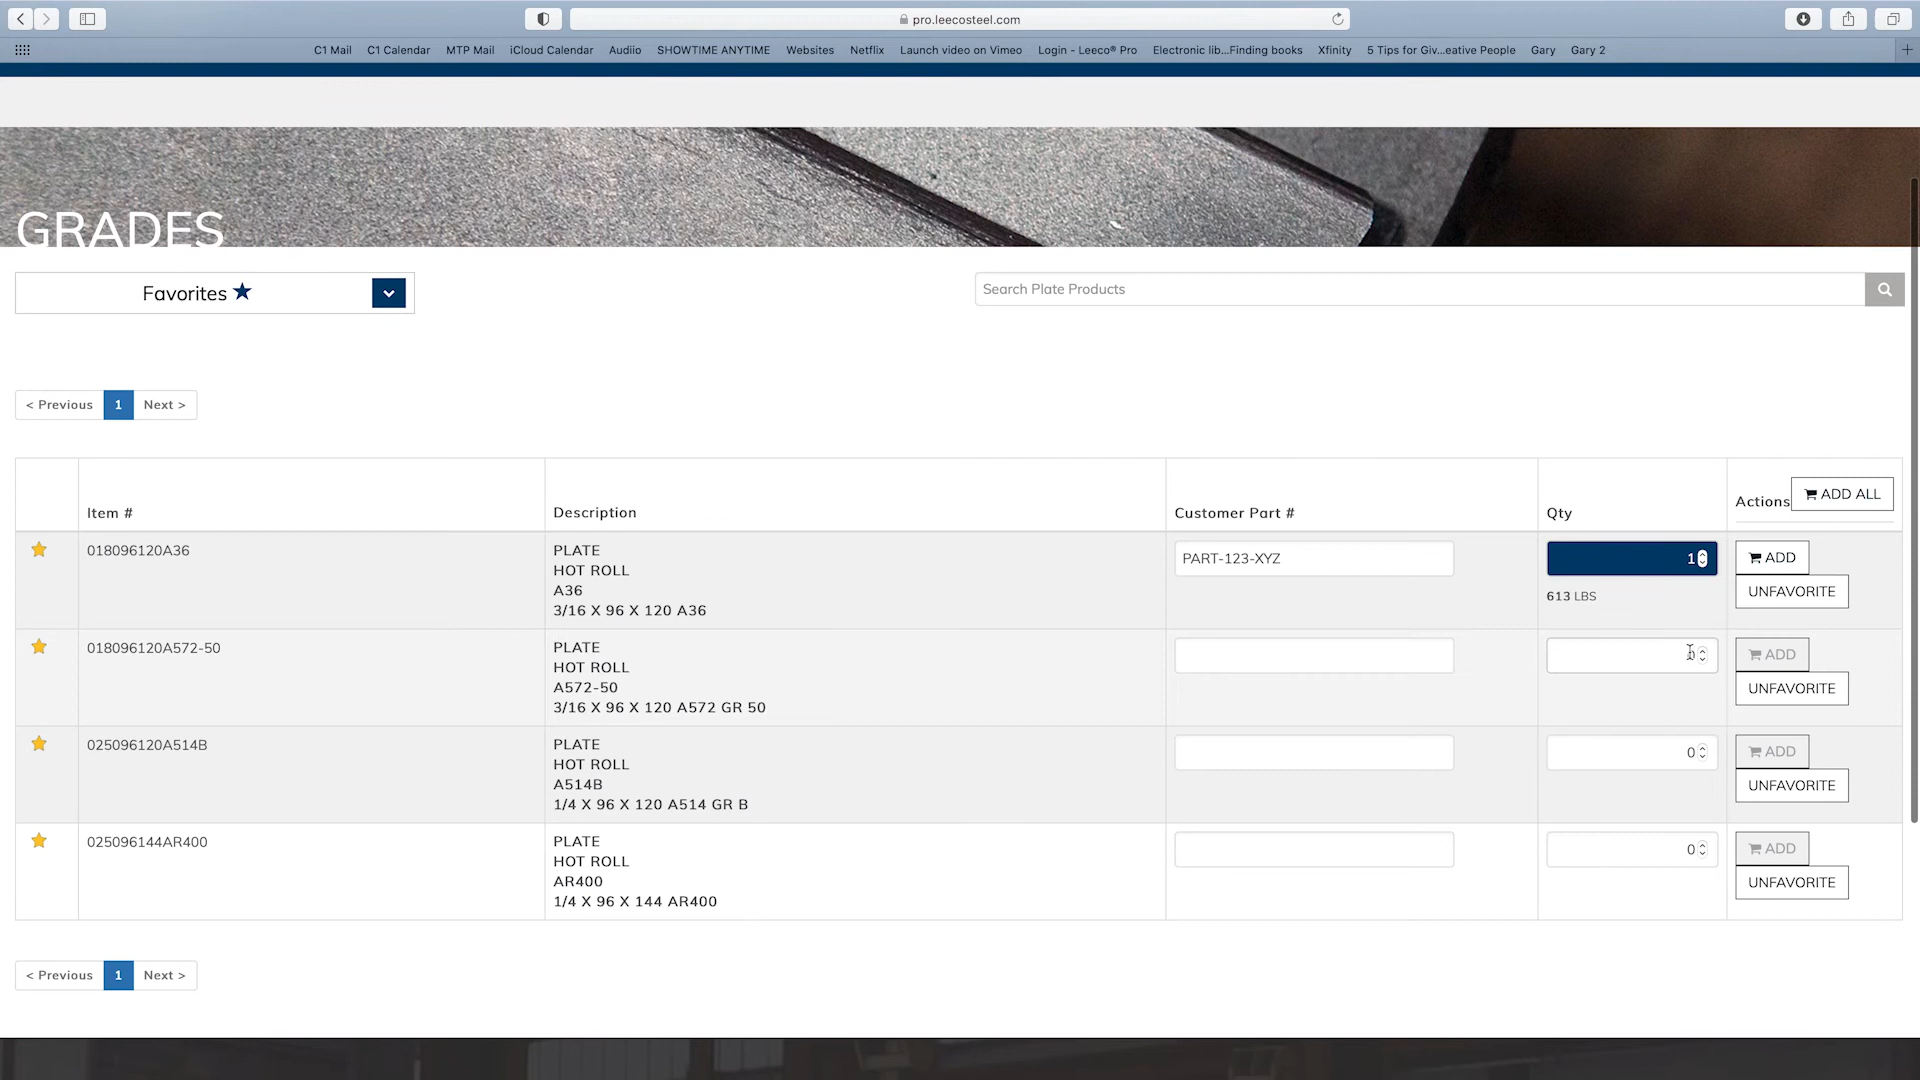 pro.leecosteel.com
C1 Mail C1 Calendar MTP Mail iCloud Calendar Audiio SHOWTIME ANYTIME Websites Netflix Launch video on Vimeo Login - Leeco® Pro Electronic lib...Finding books Xfinity 5 Tips for Giv...eative People Gary Gary 2
GRADES
Favorites
Search Plate Products
< Previous 1 Next >
Item # Description Customer Part # Qty Actions ADD ALL
018096120A36 PLATE PART-123-XYZ 1 ADD
HOT ROLL
A36 613 LBS UNFAVORITE
3/16 X 96 X 120 A36
018096120A572-50 PLATE ADD
HOT ROLL
A572-50 UNFAVORITE
3/16 X 96 X 120 A572 GR 50
025096120A514B PLATE 0 ADD
HOT ROLL
A514B UNFAVORITE
1/4 X 96 X 120 A514 GR B
025096144AR400 PLATE 0 ADD
HOT ROLL
AR400 UNFAVORITE
1/4 X 96 X 144 AR400
< Previous 1 Next >